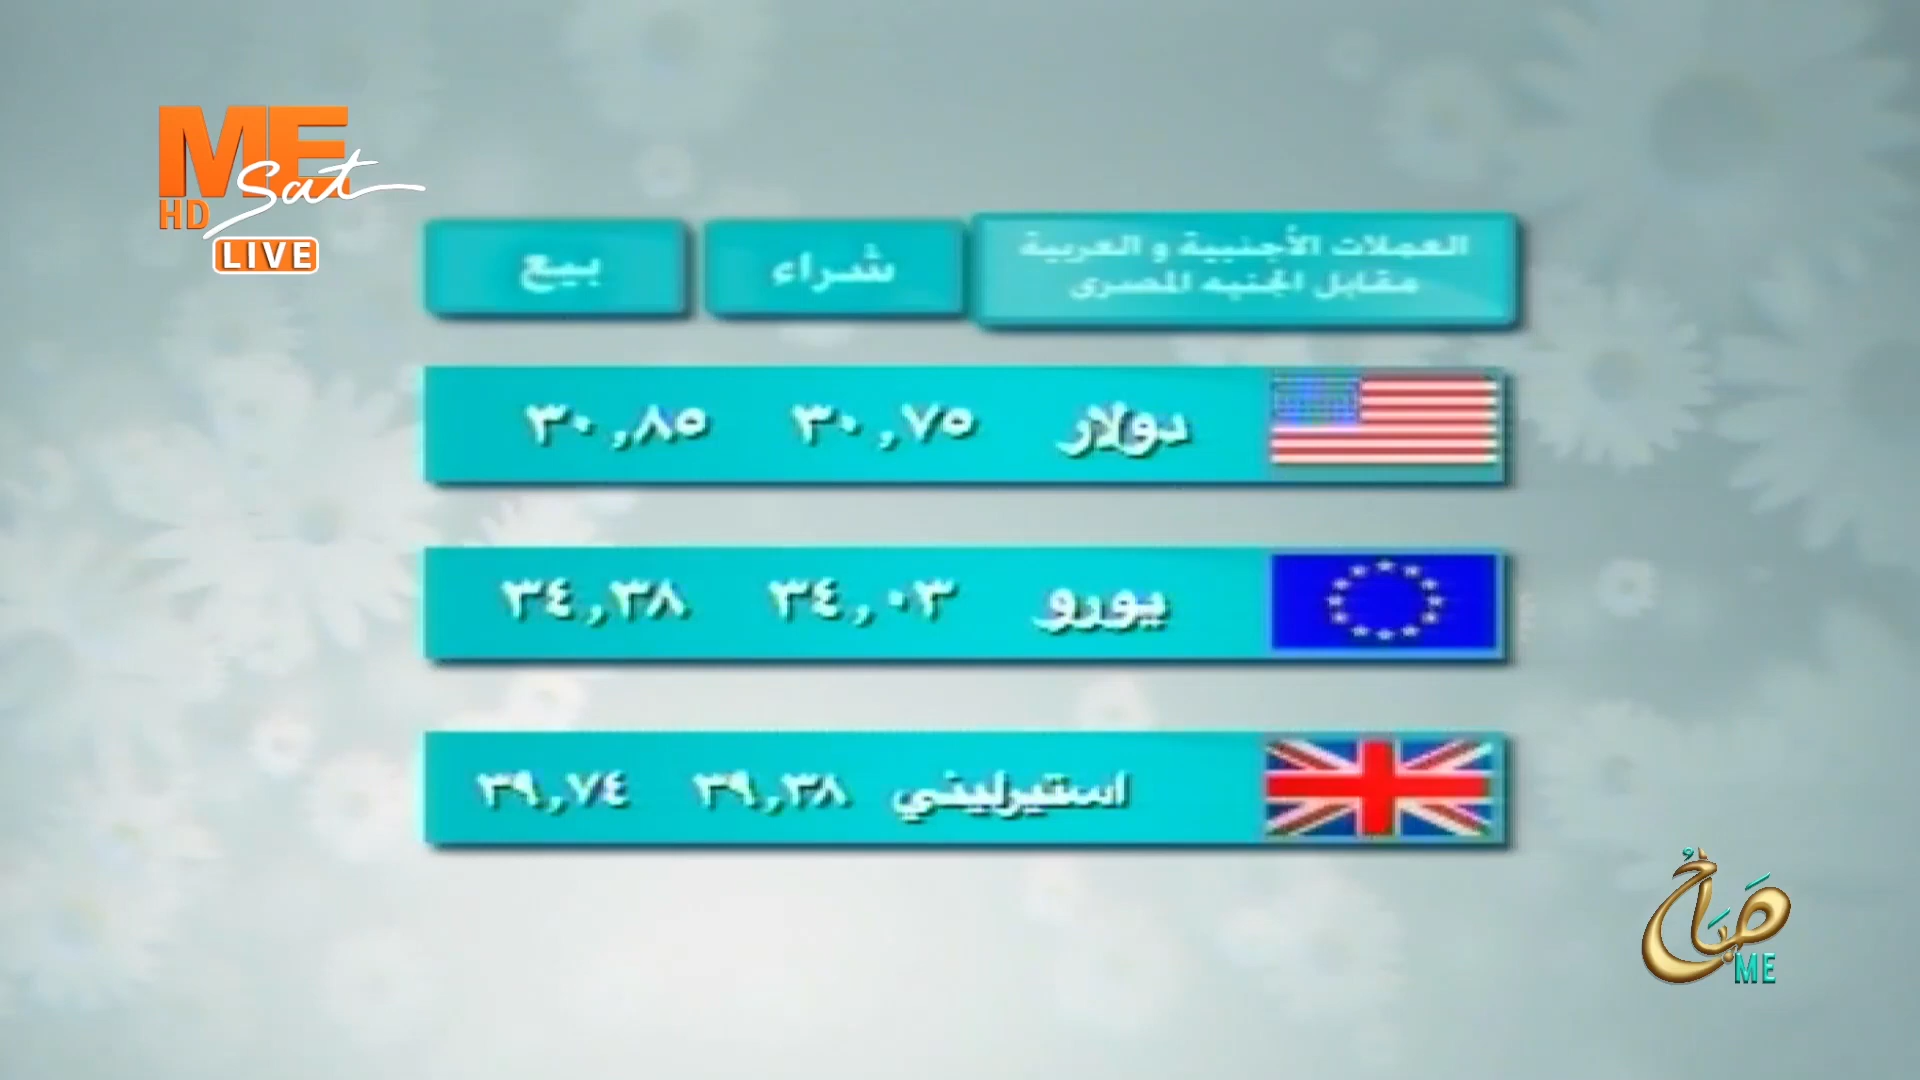 ME
Sat
HD
LIVE
العملات الأجنبية و العربية
مقابل الجنيه المصرى
شراء
بيع
دولار ٣٠,٧٥ ٣٠,٨٥
يورو ٣٤,٠٣ ٣٤,٣٨
استيرليني ٣٩,٣٨ ٣٩,٧٤
صَبَاحُ
ME